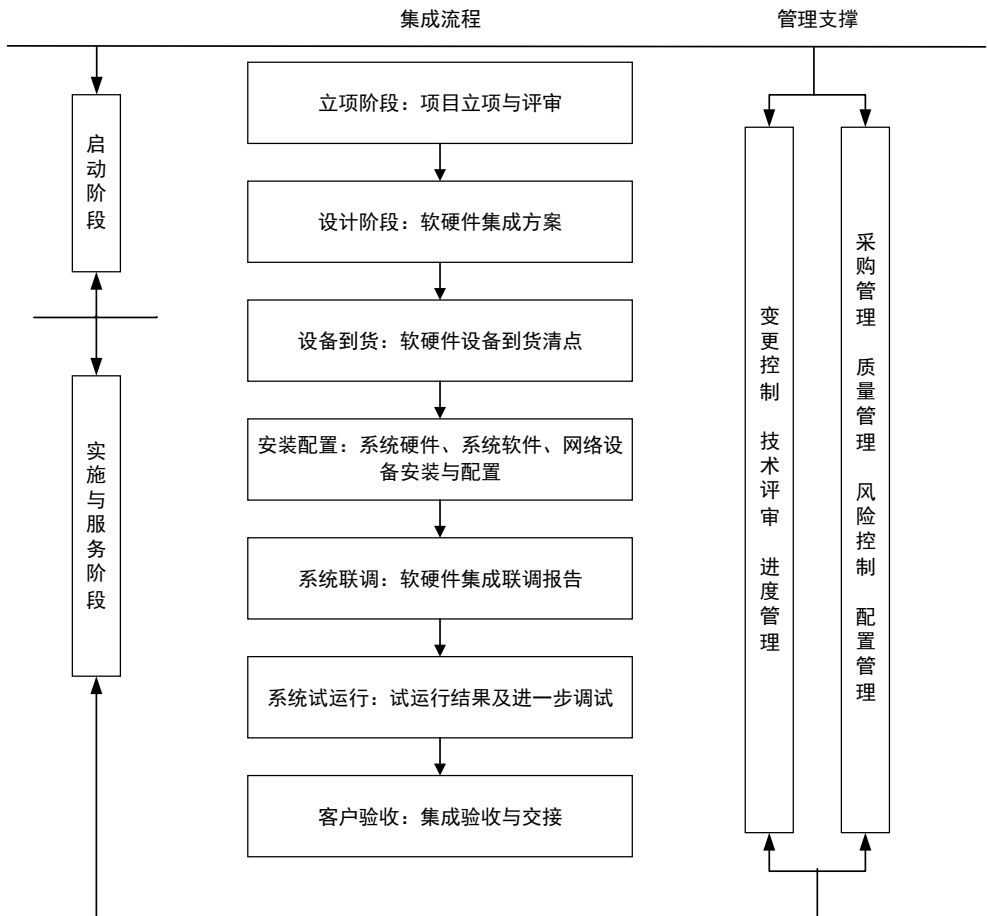 集成流程
管理支撑
启动阶段
实施与服务阶段
立项阶段：项目立项与评审
设计阶段：软硬件集成方案
设备到货：软硬件设备到货清点
安装配置：系统硬件、系统软件、网络设
备安装与配置
系统联调：软硬件集成联调报告
系统试运行：试运行结果及进一步调试
客户验收：集成验收与交接
变更控制 技术评审 进度管理
采购管理 质量管理 风险控制 配置管理